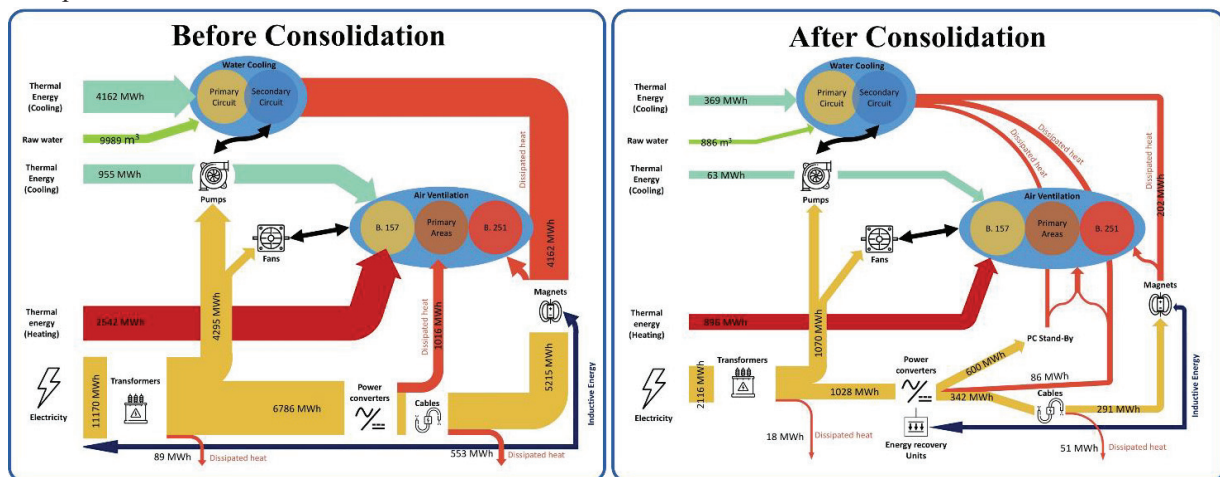 Before Consolidation
Water Cooling
Thermal
Energy
(Cooling)
4162 MWh
Primary
Circuit
Secondary
Circuit
Raw water
9989 m³
Thermal
Energy
(Cooling)
955 MWh
Pumps
Dissipated heat
Air Ventilation
B. 157
Primary
Areas
B. 251
Fans
4162 MWh
Thermal
energy
(Heating)
2642 MWh
4295 MWh
Dissipated heat
1016 MWh
Magnets
Electricity
11170 MWh
Transformers
6786 MWh
Power
converters
Cables
5215 MWh
Inductive Energy
89 MWh
Dissipated heat
553 MWh
Dissipated heat
After Consolidation
Water Cooling
Thermal
Energy
(Cooling)
369 MWh
Primary
Circuit
Secondary
Circuit
Raw water
886 m³
Thermal
Energy
(Cooling)
63 MWh
Pumps
Dissipated heat
Dissipated heat
Dissipated heat
202 MWh
Air Ventilation
B. 157
Primary
Areas
B. 251
Fans
Thermal
energy
(Heating)
896 MWh
1070 MWh
Magnets
PC Stand-By
Electricity
2116 MWh
Transformers
1028 MWh
Power
converters
600 MWh
86 MWh
342 MWh
Cables
291 MWh
Inductive Energy
18 MWh
Dissipated heat
Energy recovery
Units
51 MWh
Dissipated heat